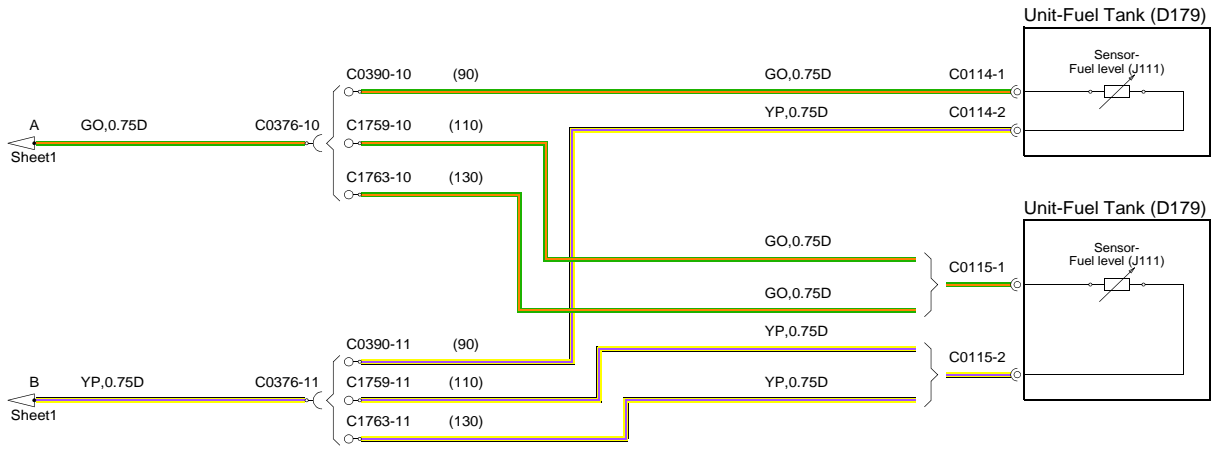 Unit-Fuel Tank (D179)
Sensor-
Fuel level (J111)
C0390-10 (90) GO,0.75D C0114-1
YP,0.75D C0114-2
A GO,0.75D C0376-10 C1759-10 (110)
Sheet1
C1763-10 (130)
Unit-Fuel Tank (D179)
GO,0.75D Sensor-
Fuel level (J111)
C0115-1
GO,0.75D
C0390-11 (90) YP,0.75D
C0115-2
B YP,0.75D C0376-11 C1759-11 (110) YP,0.75D
Sheet1
C1763-11 (130)